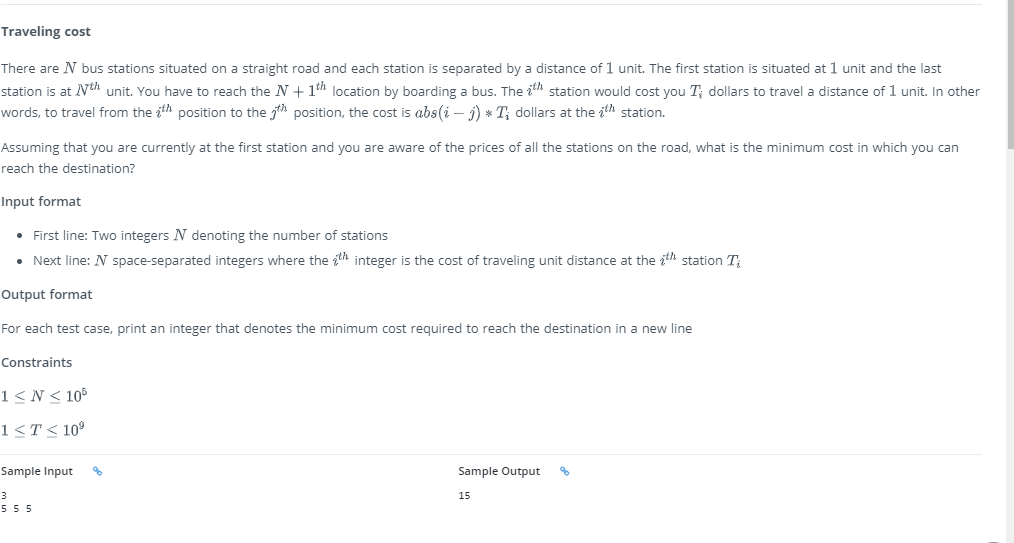 Traveling cost
There are N bus stations situated on a straight road and each station is separated by a distance of 1 unit. The first station is situated at 1 unit and the last
station is at N^th unit. You have to reach the N + 1^th location by boarding a bus. The i^th station would cost you T_i dollars to travel a distance of 1 unit. In other
words, to travel from the i^th position to the j^th position, the cost is abs(i − j) * T_i dollars at the i^th station.
Assuming that you are currently at the first station and you are aware of the prices of all the stations on the road, what is the minimum cost in which you can
reach the destination?
Input format
• First line: Two integers N denoting the number of stations
• Next line: N space-separated integers where the i^th integer is the cost of traveling unit distance at the i^th station T_i
Output format
For each test case, print an integer that denotes the minimum cost required to reach the destination in a new line
Constraints
1 ≤ N ≤ 10^5
1 ≤ T ≤ 10^9
Sample Input Sample Output
3 15
5 5 5